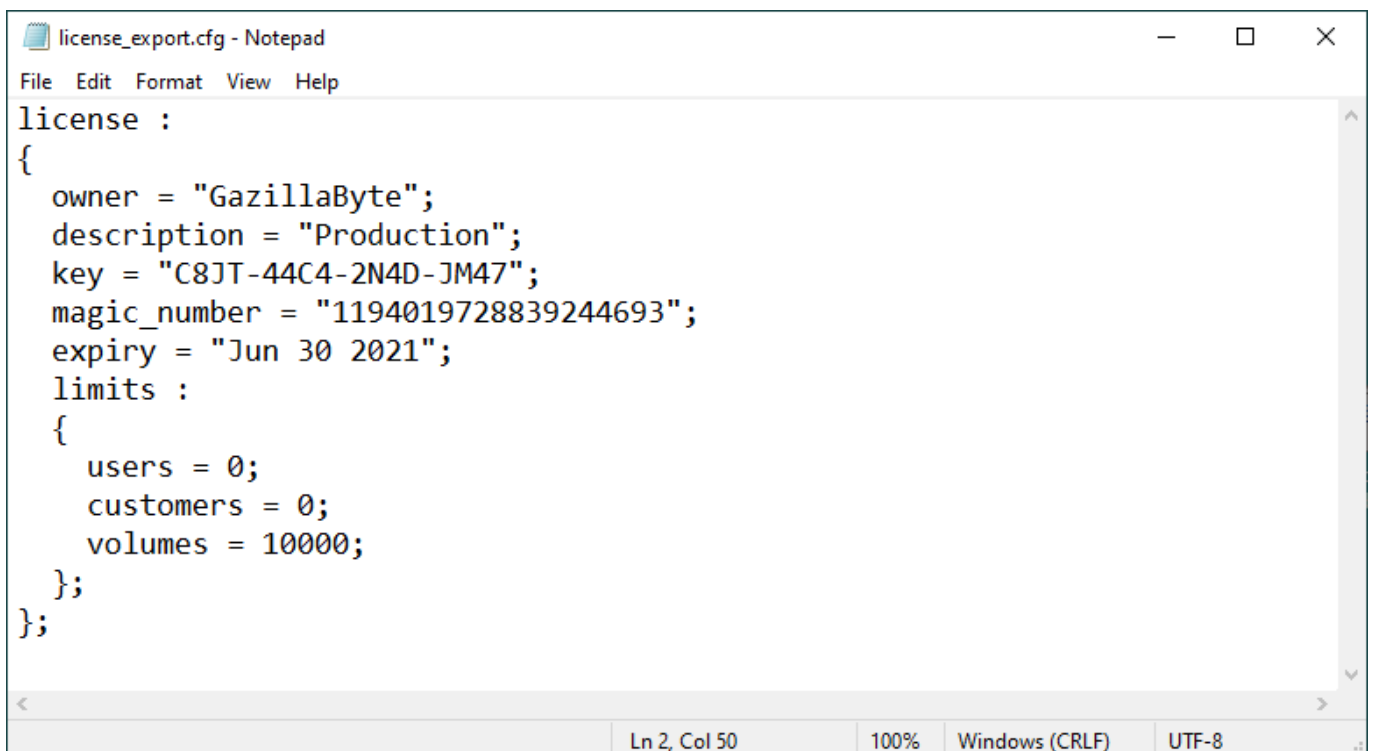 license_export.cfg - Notepad
File Edit Format View Help
license :
{
  owner = "GazillaByte";
  description = "Production";
  key = "C8JT-44C4-2N4D-JM47";
  magic_number = "1194019728839244693";
  expiry = "Jun 30 2021";
  limits :
  {
    users = 0;
    customers = 0;
    volumes = 10000;
  };
};
Ln 2, Col 50 100% Windows (CRLF) UTF-8